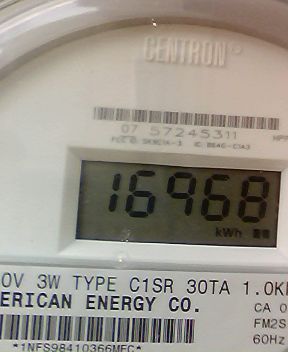 CENTRON®
07 57245311
16968
kWh
0V 3W TYPE C1SR 30TA 1.0K
ERICAN ENERGY CO. CA 0
FM2S
60Hz
*1NFS98410366MFC*